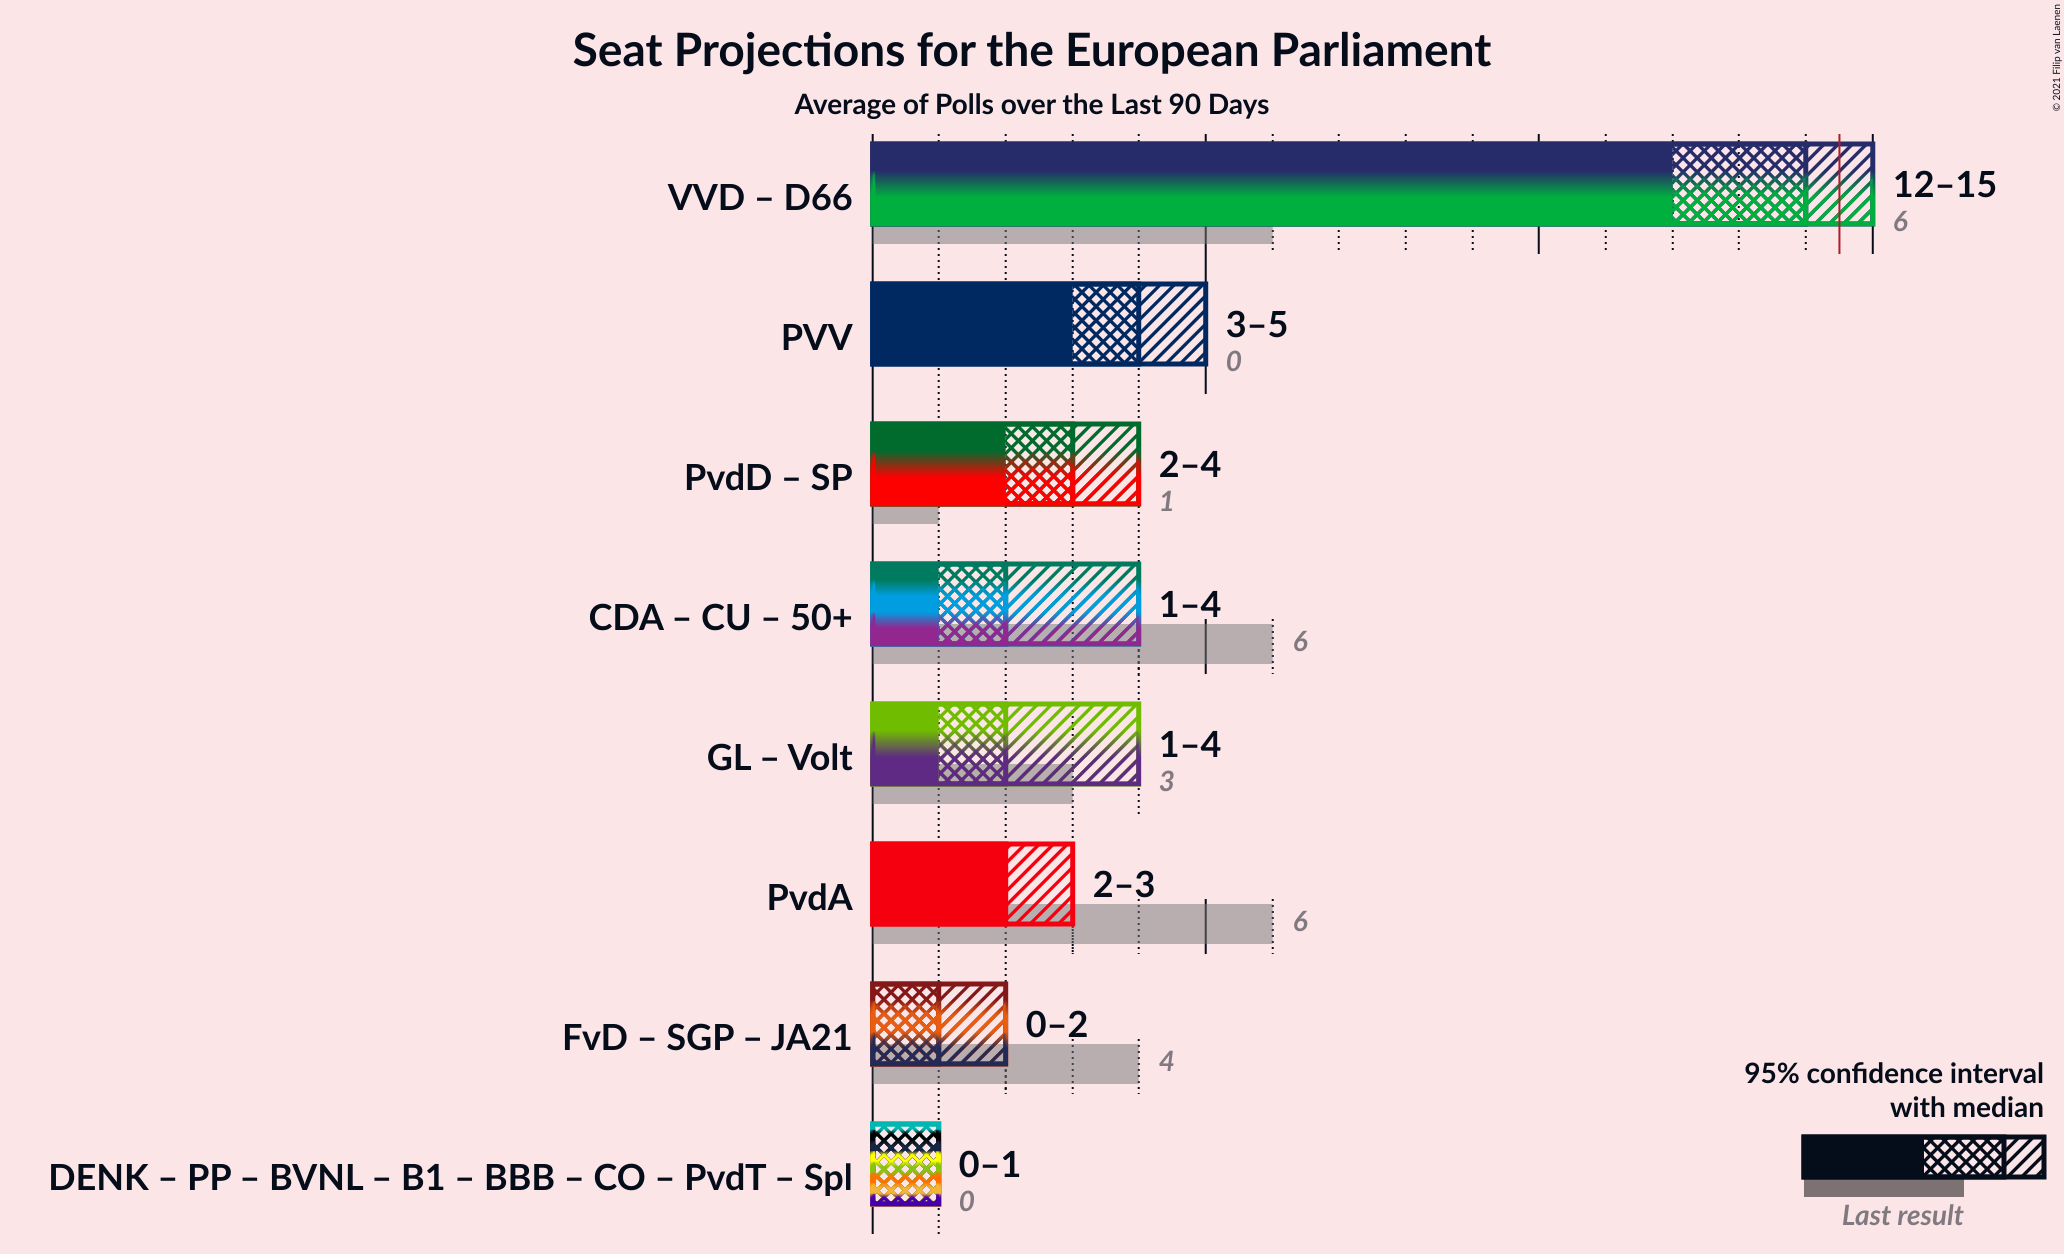 Seat Projections for the European Parliament
Average of Polls over the Last 90 Days
© 2021 Filip van Laenen
VVD – D66
12–15
6
PVV
3–5
0
PvdD – SP
2–4
1
CDA – CU – 50+
1–4
6
GL – Volt
1–4
3
PvdA
2–3
6
FvD – SGP – JA21
0–2
4
DENK – PP – BVNL – B1 – BBB – CO – PvdT – Spl
0–1
0
95% confidence interval
with median
Last result